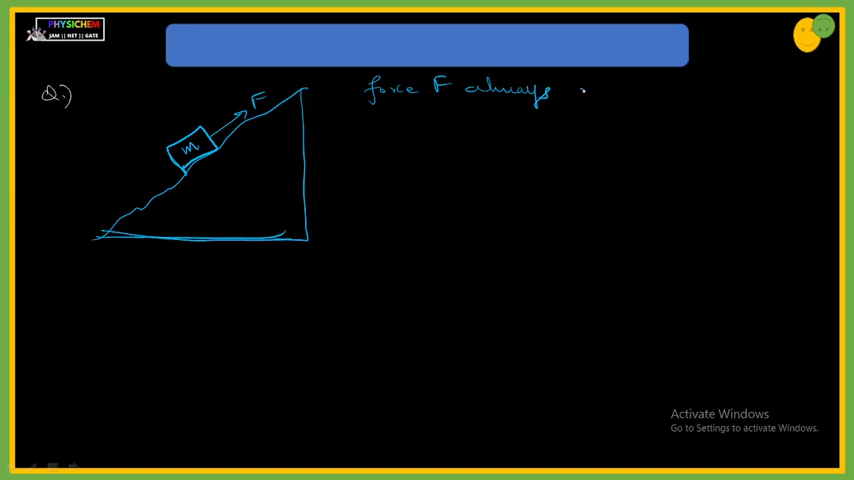 PHYSICHEM
JAM || NET || GATE
Q.)
F
m
force F always
Activate Windows
Go to Settings to activate Windows.